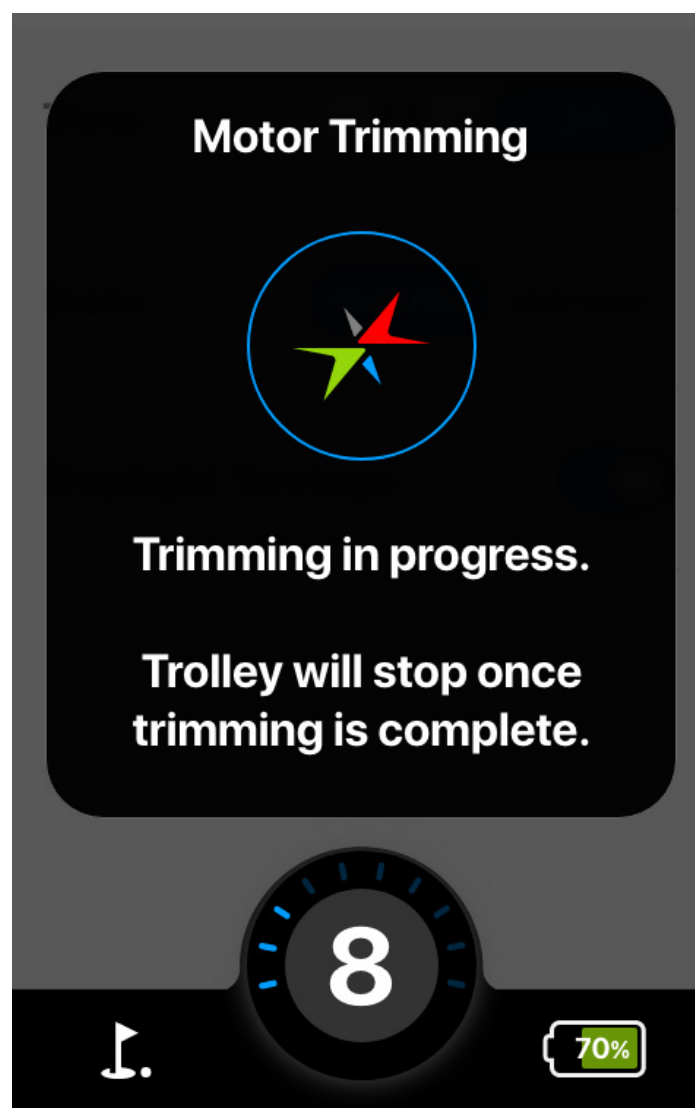 Motor Trimming
Trimming in progress.
Trolley will stop once
trimming is complete.
8
70%